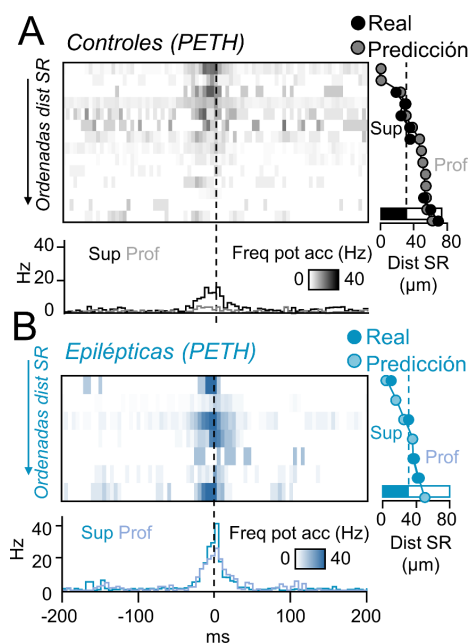 A
Controles (PETH)
Real
Predicción
Ordenadas dist SR
Sup
Prof
40
20
0
Hz
Sup Prof
Freq pot acc (Hz)
0
40
0
40
80
Dist SR
(µm)
B
Epilépticas (PETH)
Real
Predicción
Ordenadas dist SR
Sup
Prof
40
20
0
Hz
Sup Prof
Freq pot acc (Hz)
0
40
0
40
80
Dist SR
(µm)
-200
-100
0
100
200
ms